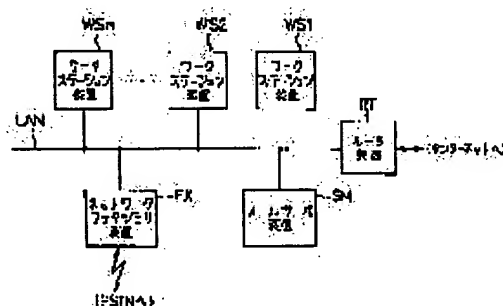 WSn
WS2
WS1
ワーク
ステーション
装置
ワーク
ステーション
装置
ワーク
ステーション
装置
LAN
RT
ルータ
装置
インターネットへ
ネットワーク
ファクシミリ
装置
FX
メールサーバ
装置
SM
PSTNへ